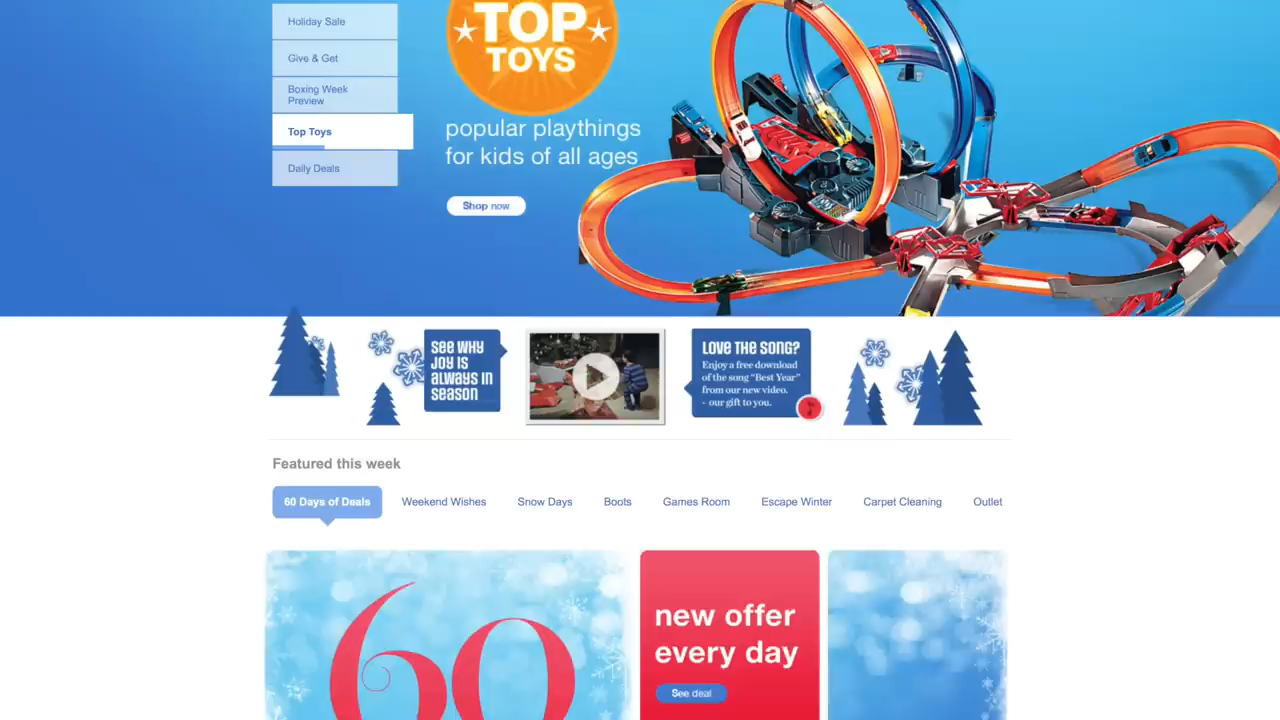 Holiday Sale
Give & Get
Boxing Week
Preview
Top Toys
Daily Deals
TOP
TOYS
popular playthings
for kids of all ages
Shop now
SEE WHY
JOY IS
ALWAYS IN
SEASON
LOVE THE SONG?
Enjoy a free download
of the song “Best Year”
from our new video.
- our gift to you.
Featured this week
60 Days of Deals
Weekend Wishes
Snow Days
Boots
Games Room
Escape Winter
Carpet Cleaning
Outlet
60
new offer
every day
See deal